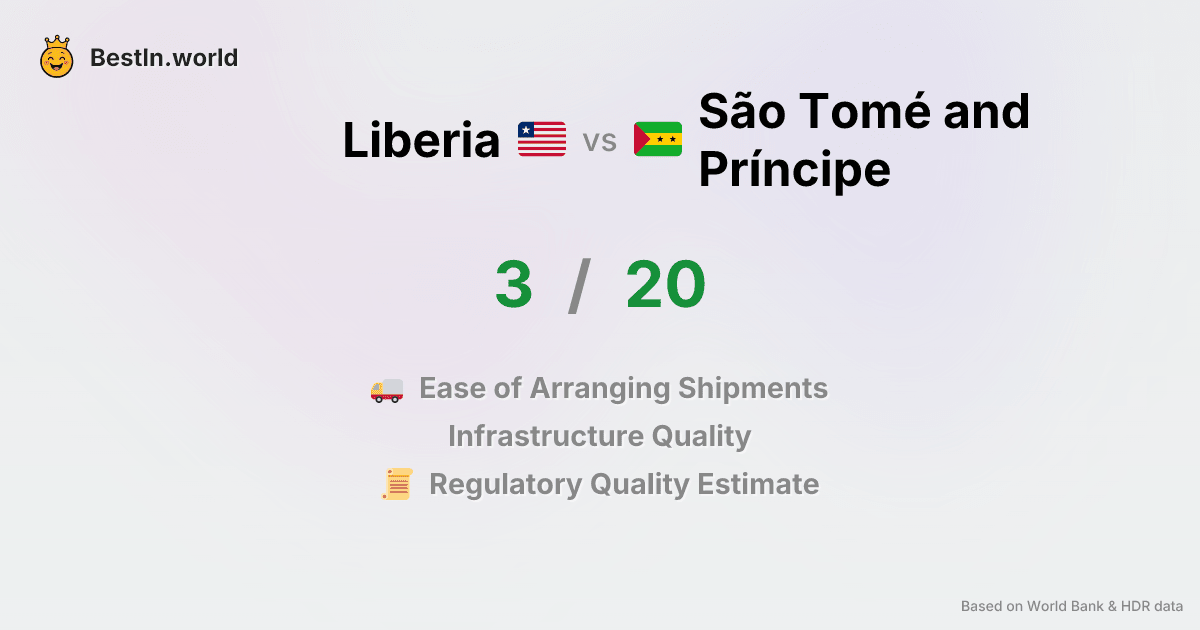 BestIn.world
Liberia vs São Tomé and
Príncipe
3 / 20
Ease of Arranging Shipments
Infrastructure Quality
Regulatory Quality Estimate
Based on World Bank & HDR data